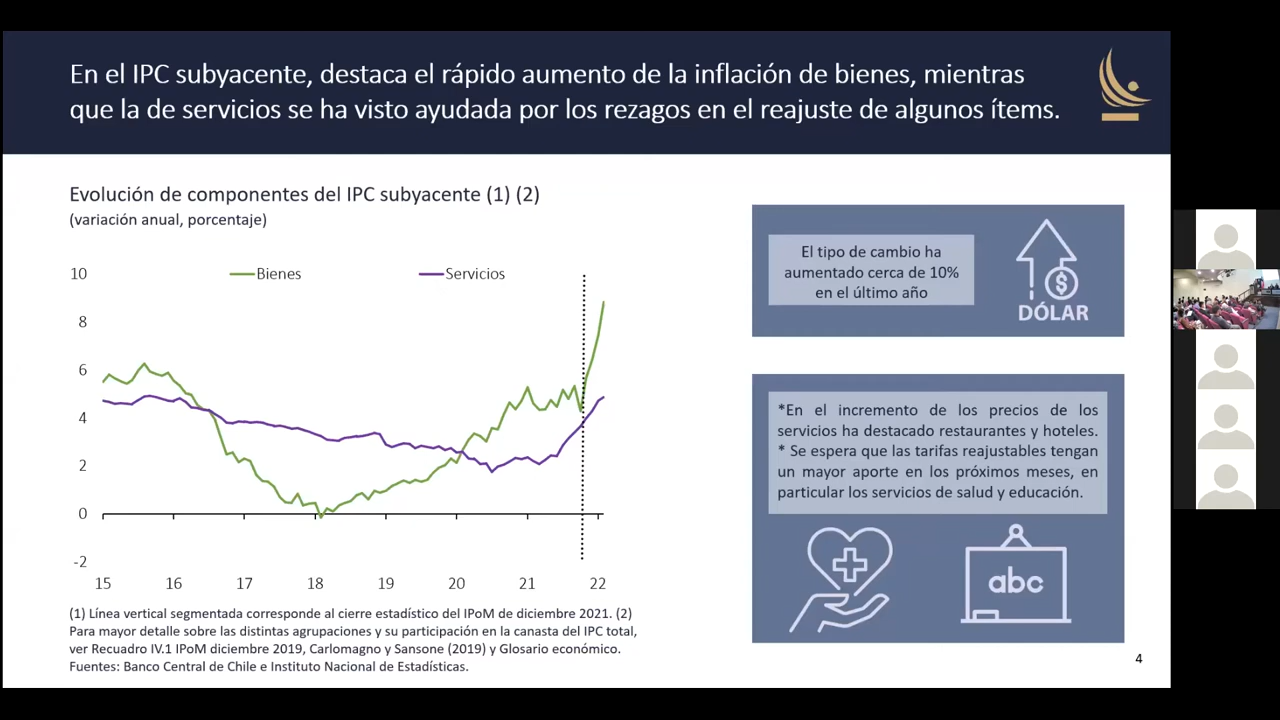 En el IPC subyacente, destaca el rápido aumento de la inflación de bienes, mientras
que la de servicios se ha visto ayudada por los rezagos en el reajuste de algunos ítems.
Evolución de componentes del IPC subyacente (1) (2)
(variación anual, porcentaje)
Bienes
Servicios
10
8
6
4
2
0
-2
15 16 17 18 19 20 21 22
(1) Línea vertical segmentada corresponde al cierre estadístico del IPoM de diciembre 2021. (2)
Para mayor detalle sobre las distintas agrupaciones y su participación en la canasta del IPC total,
ver Recuadro IV.1 IPoM diciembre 2019, Carlomagno y Sansone (2019) y Glosario económico.
Fuentes: Banco Central de Chile e Instituto Nacional de Estadísticas.
El tipo de cambio ha
aumentado cerca de 10%
en el último año
$
DÓLAR
*En el incremento de los precios de los
servicios ha destacado restaurantes y hoteles.
* Se espera que las tarifas reajustables tengan
un mayor aporte en los próximos meses, en
particular los servicios de salud y educación.
abc
4